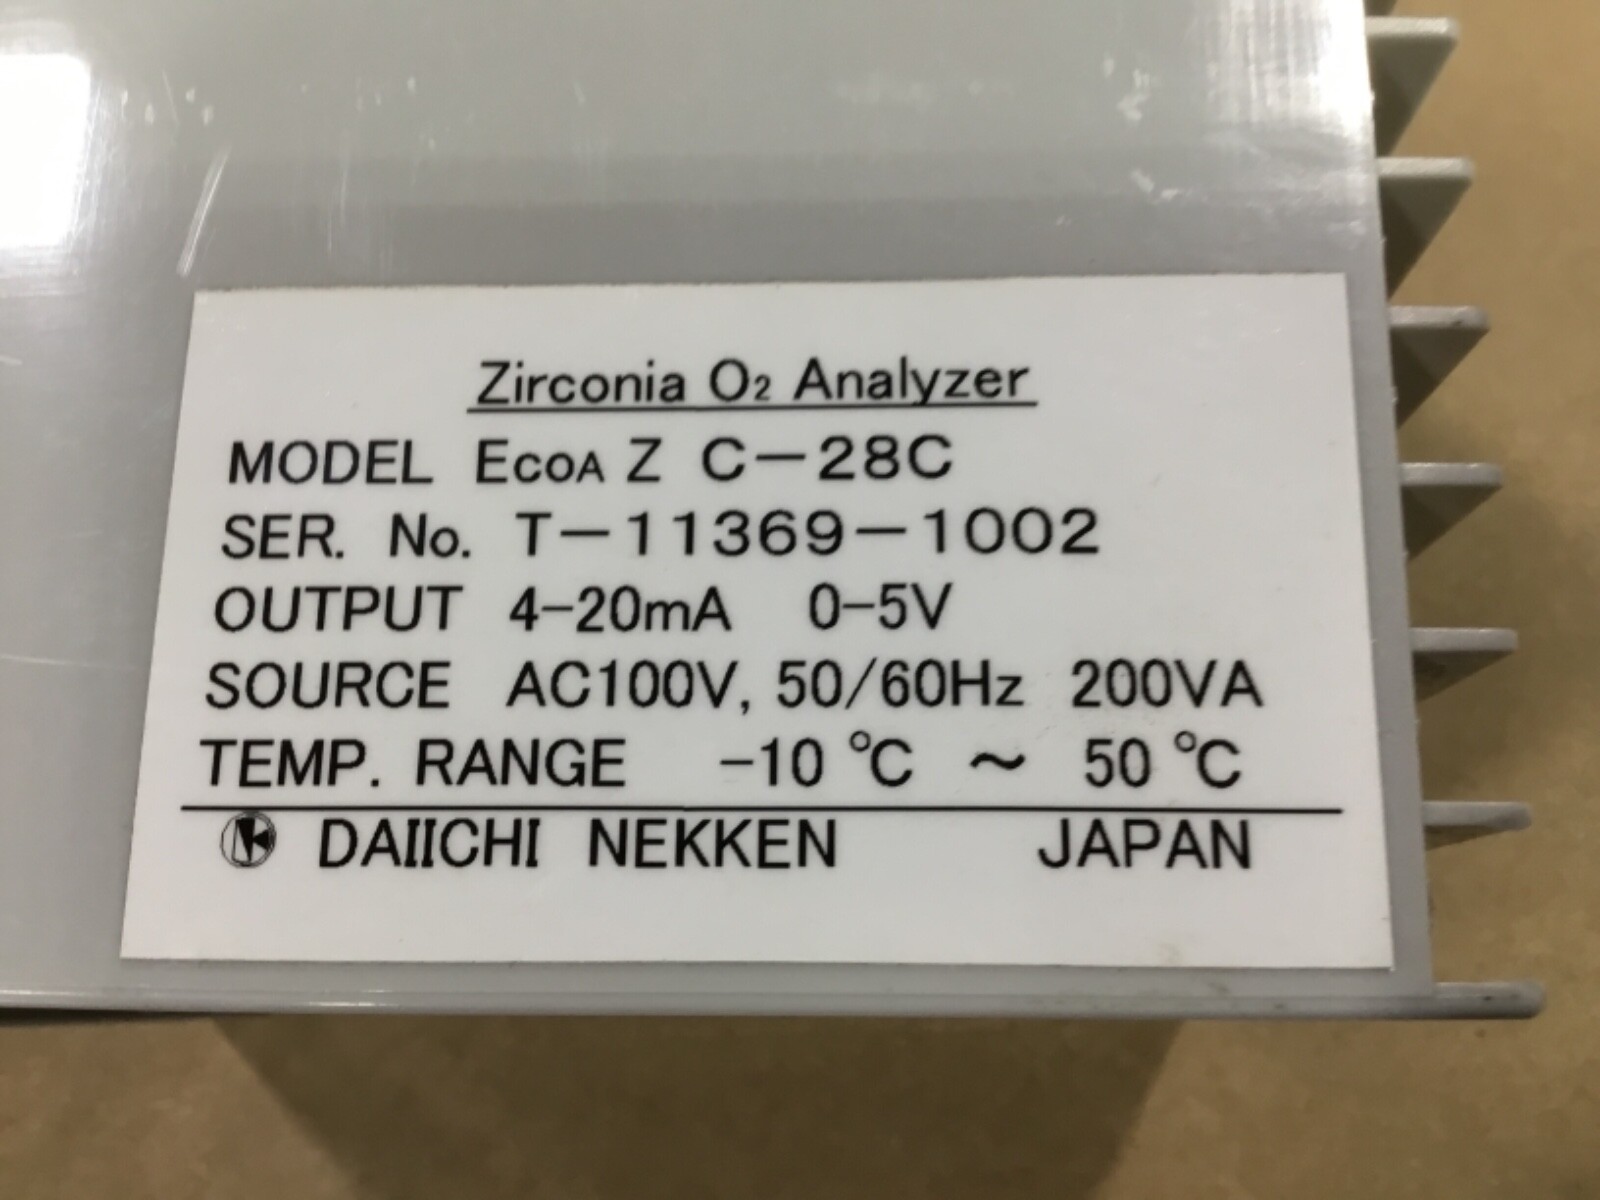 Zirconia O₂ Analyzer
MODEL EcoA Z C-28C
SER. No. T-11369-1002
OUTPUT 4-20mA 0-5V
SOURCE AC100V, 50/60Hz 200VA
TEMP. RANGE -10 ℃ ~ 50 ℃
DAIICHI NEKKEN JAPAN